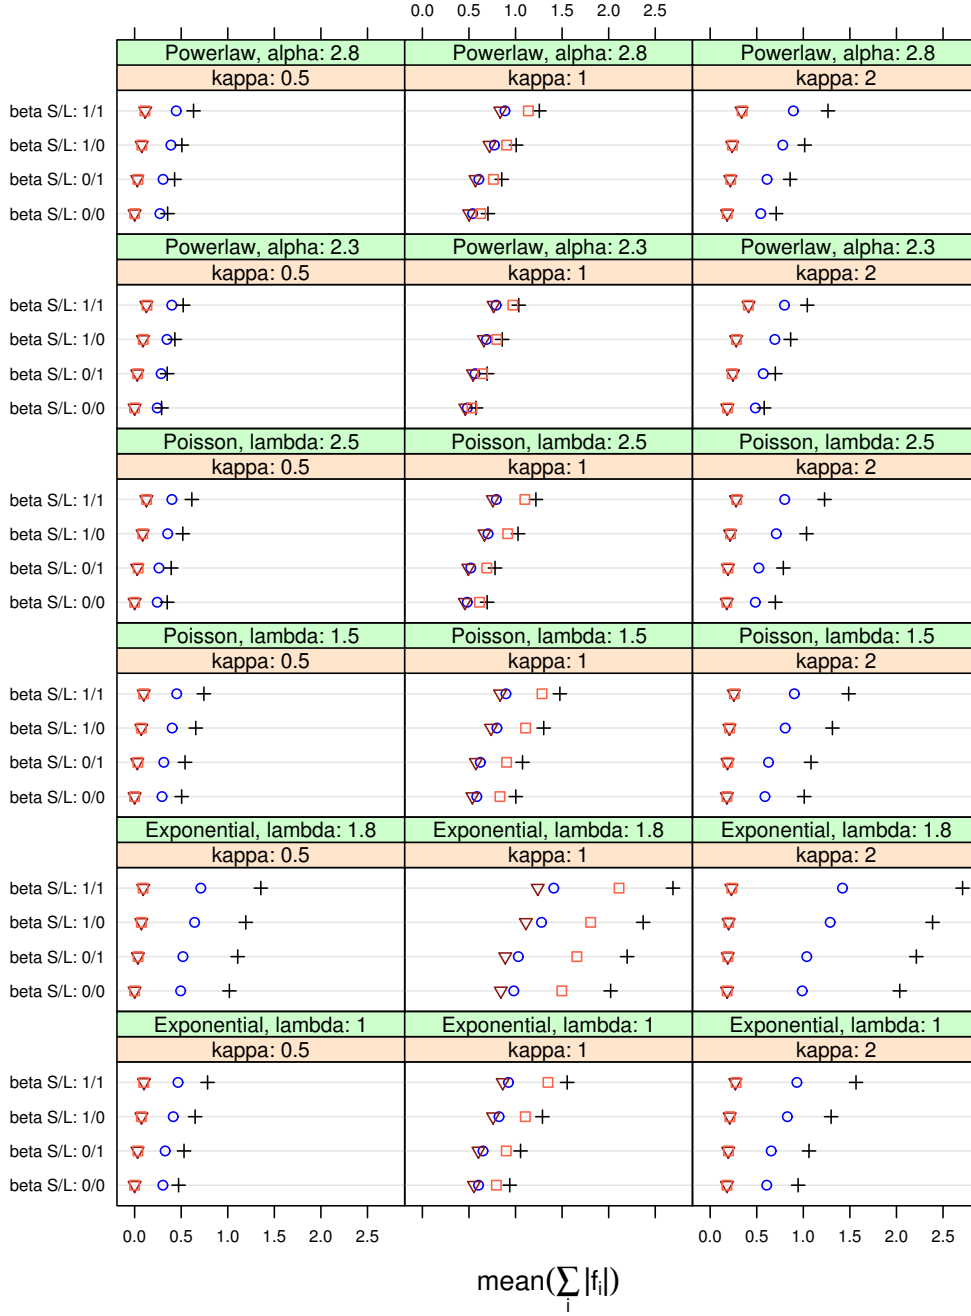 0.0 0.5 1.0 1.5 2.0 2.5
Powerlaw, alpha: 2.8 Powerlaw, alpha: 2.8 Powerlaw, alpha: 2.8
kappa: 0.5 kappa: 1 kappa: 2
beta S/L: 1/1
beta S/L: 1/0
beta S/L: 0/1
beta S/L: 0/0
Powerlaw, alpha: 2.3 Powerlaw, alpha: 2.3 Powerlaw, alpha: 2.3
kappa: 0.5 kappa: 1 kappa: 2
beta S/L: 1/1
beta S/L: 1/0
beta S/L: 0/1
beta S/L: 0/0
Poisson, lambda: 2.5 Poisson, lambda: 2.5 Poisson, lambda: 2.5
kappa: 0.5 kappa: 1 kappa: 2
beta S/L: 1/1
beta S/L: 1/0
beta S/L: 0/1
beta S/L: 0/0
Poisson, lambda: 1.5 Poisson, lambda: 1.5 Poisson, lambda: 1.5
kappa: 0.5 kappa: 1 kappa: 2
beta S/L: 1/1
beta S/L: 1/0
beta S/L: 0/1
beta S/L: 0/0
Exponential, lambda: 1.8 Exponential, lambda: 1.8 Exponential, lambda: 1.8
kappa: 0.5 kappa: 1 kappa: 2
beta S/L: 1/1
beta S/L: 1/0
beta S/L: 0/1
beta S/L: 0/0
Exponential, lambda: 1 Exponential, lambda: 1 Exponential, lambda: 1
kappa: 0.5 kappa: 1 kappa: 2
beta S/L: 1/1
beta S/L: 1/0
beta S/L: 0/1
beta S/L: 0/0
0.0 0.5 1.0 1.5 2.0 2.5 0.0 0.5 1.0 1.5 2.0 2.5
mean(∑|fᵢ|)
i